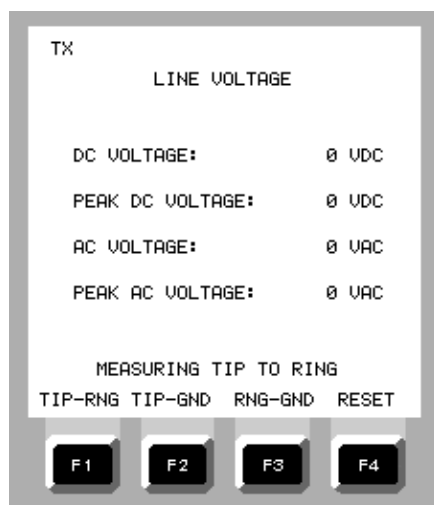 TX
LINE VOLTAGE
DC VOLTAGE: 0 VDC
PEAK DC VOLTAGE: 0 VDC
AC VOLTAGE: 0 VAC
PEAK AC VOLTAGE: 0 VAC
MEASURING TIP TO RING
TIP-RNG TIP-GND RNG-GND RESET
F1 F2 F3 F4